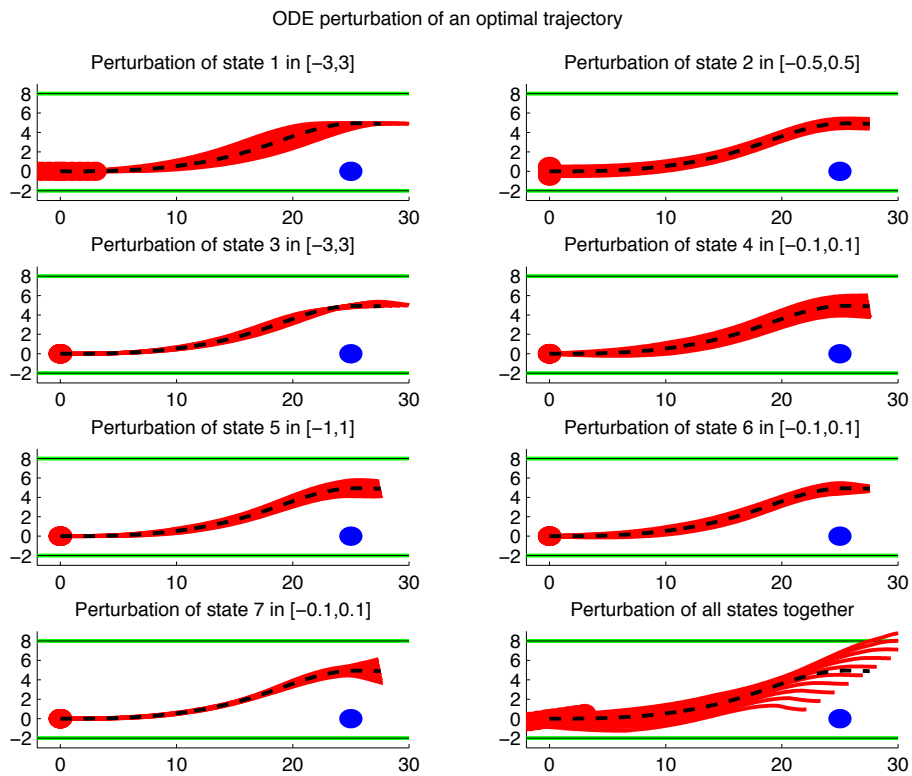 ODE perturbation of an optimal trajectory
Perturbation of state 1 in [−3,3]
8
6
4
2
0
−2
0 10 20 30
Perturbation of state 2 in [−0.5,0.5]
8
6
4
2
0
−2
0 10 20 30
Perturbation of state 3 in [−3,3]
8
6
4
2
0
−2
0 10 20 30
Perturbation of state 4 in [−0.1,0.1]
8
6
4
2
0
−2
0 10 20 30
Perturbation of state 5 in [−1,1]
8
6
4
2
0
−2
0 10 20 30
Perturbation of state 6 in [−0.1,0.1]
8
6
4
2
0
−2
0 10 20 30
Perturbation of state 7 in [−0.1,0.1]
8
6
4
2
0
−2
0 10 20 30
Perturbation of all states together
8
6
4
2
0
−2
0 10 20 30